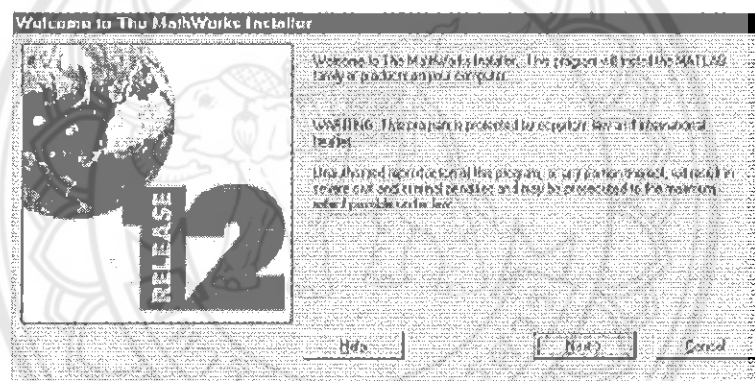 Welcome to The MathWorks Installer
Welcome to The MathWorks Installer. This program will install the MATLAB
family of products on your computer.
WARNING: This program is protected by copyright law and international
treaties.
Unauthorized reproduction of this program, or any portion thereof, will result in
severe civil and criminal penalties and may be prosecuted to the maximum
extent possible under law.
RELEASE
12
Help
Next >
Cancel